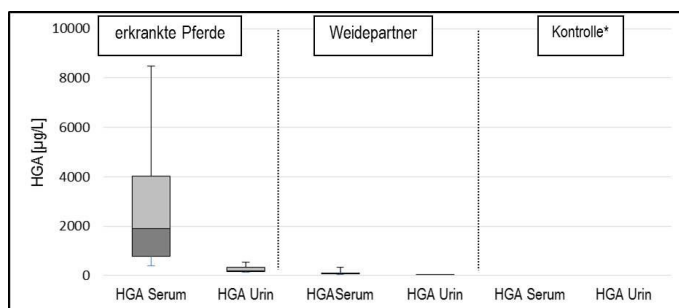 erkrankte Pferde
Weidepartner
Kontrolle*
HGA [µg/L]
10000
8000
6000
4000
2000
0
HGA Serum
HGA Urin
HGASerum
HGA Urin
HGA Serum
HGA Urin